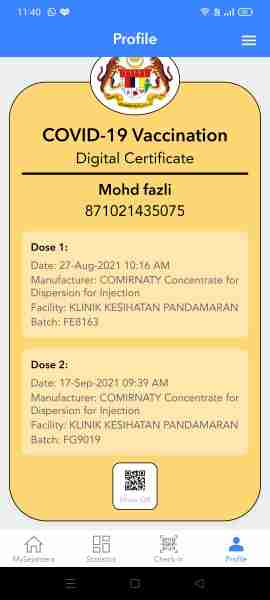 11:40
Profile
COVID-19 Vaccination
Digital Certificate
Mohd fazli
871021435075
Dose 1:
Date: 27-Aug-2021 10:16 AM
Manufacturer: COMIRNATY Concentrate for
Dispersion for Injection
Facility: KLINIK KESIHATAN PANDAMARAN
Batch: FE8163
Dose 2:
Date: 17-Sep-2021 09:39 AM
Manufacturer: COMIRNATY Concentrate for
Dispersion for Injection
Facility: KLINIK KESIHATAN PANDAMARAN
Batch: FG9019
Show QR
MySejahtera
Statistics
Check-in
Profile